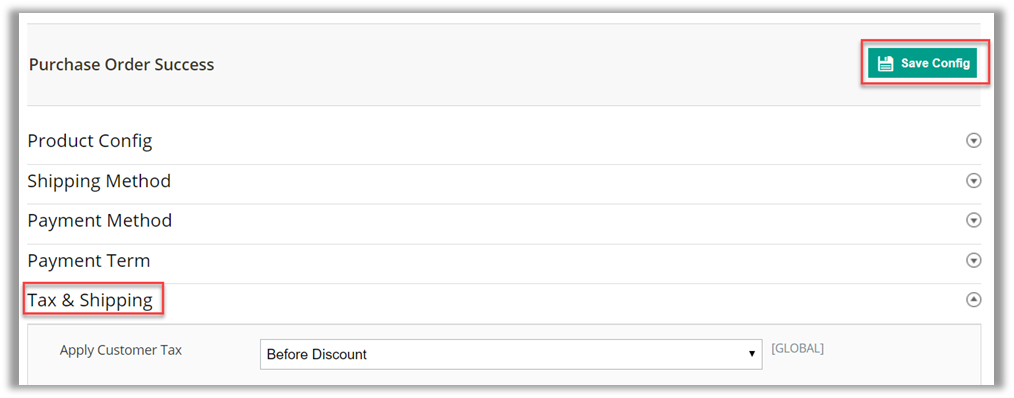 Purchase Order Success
Save Config
Product Config
Shipping Method
Payment Method
Payment Term
Tax & Shipping
Apply Customer Tax
Before Discount
[GLOBAL]